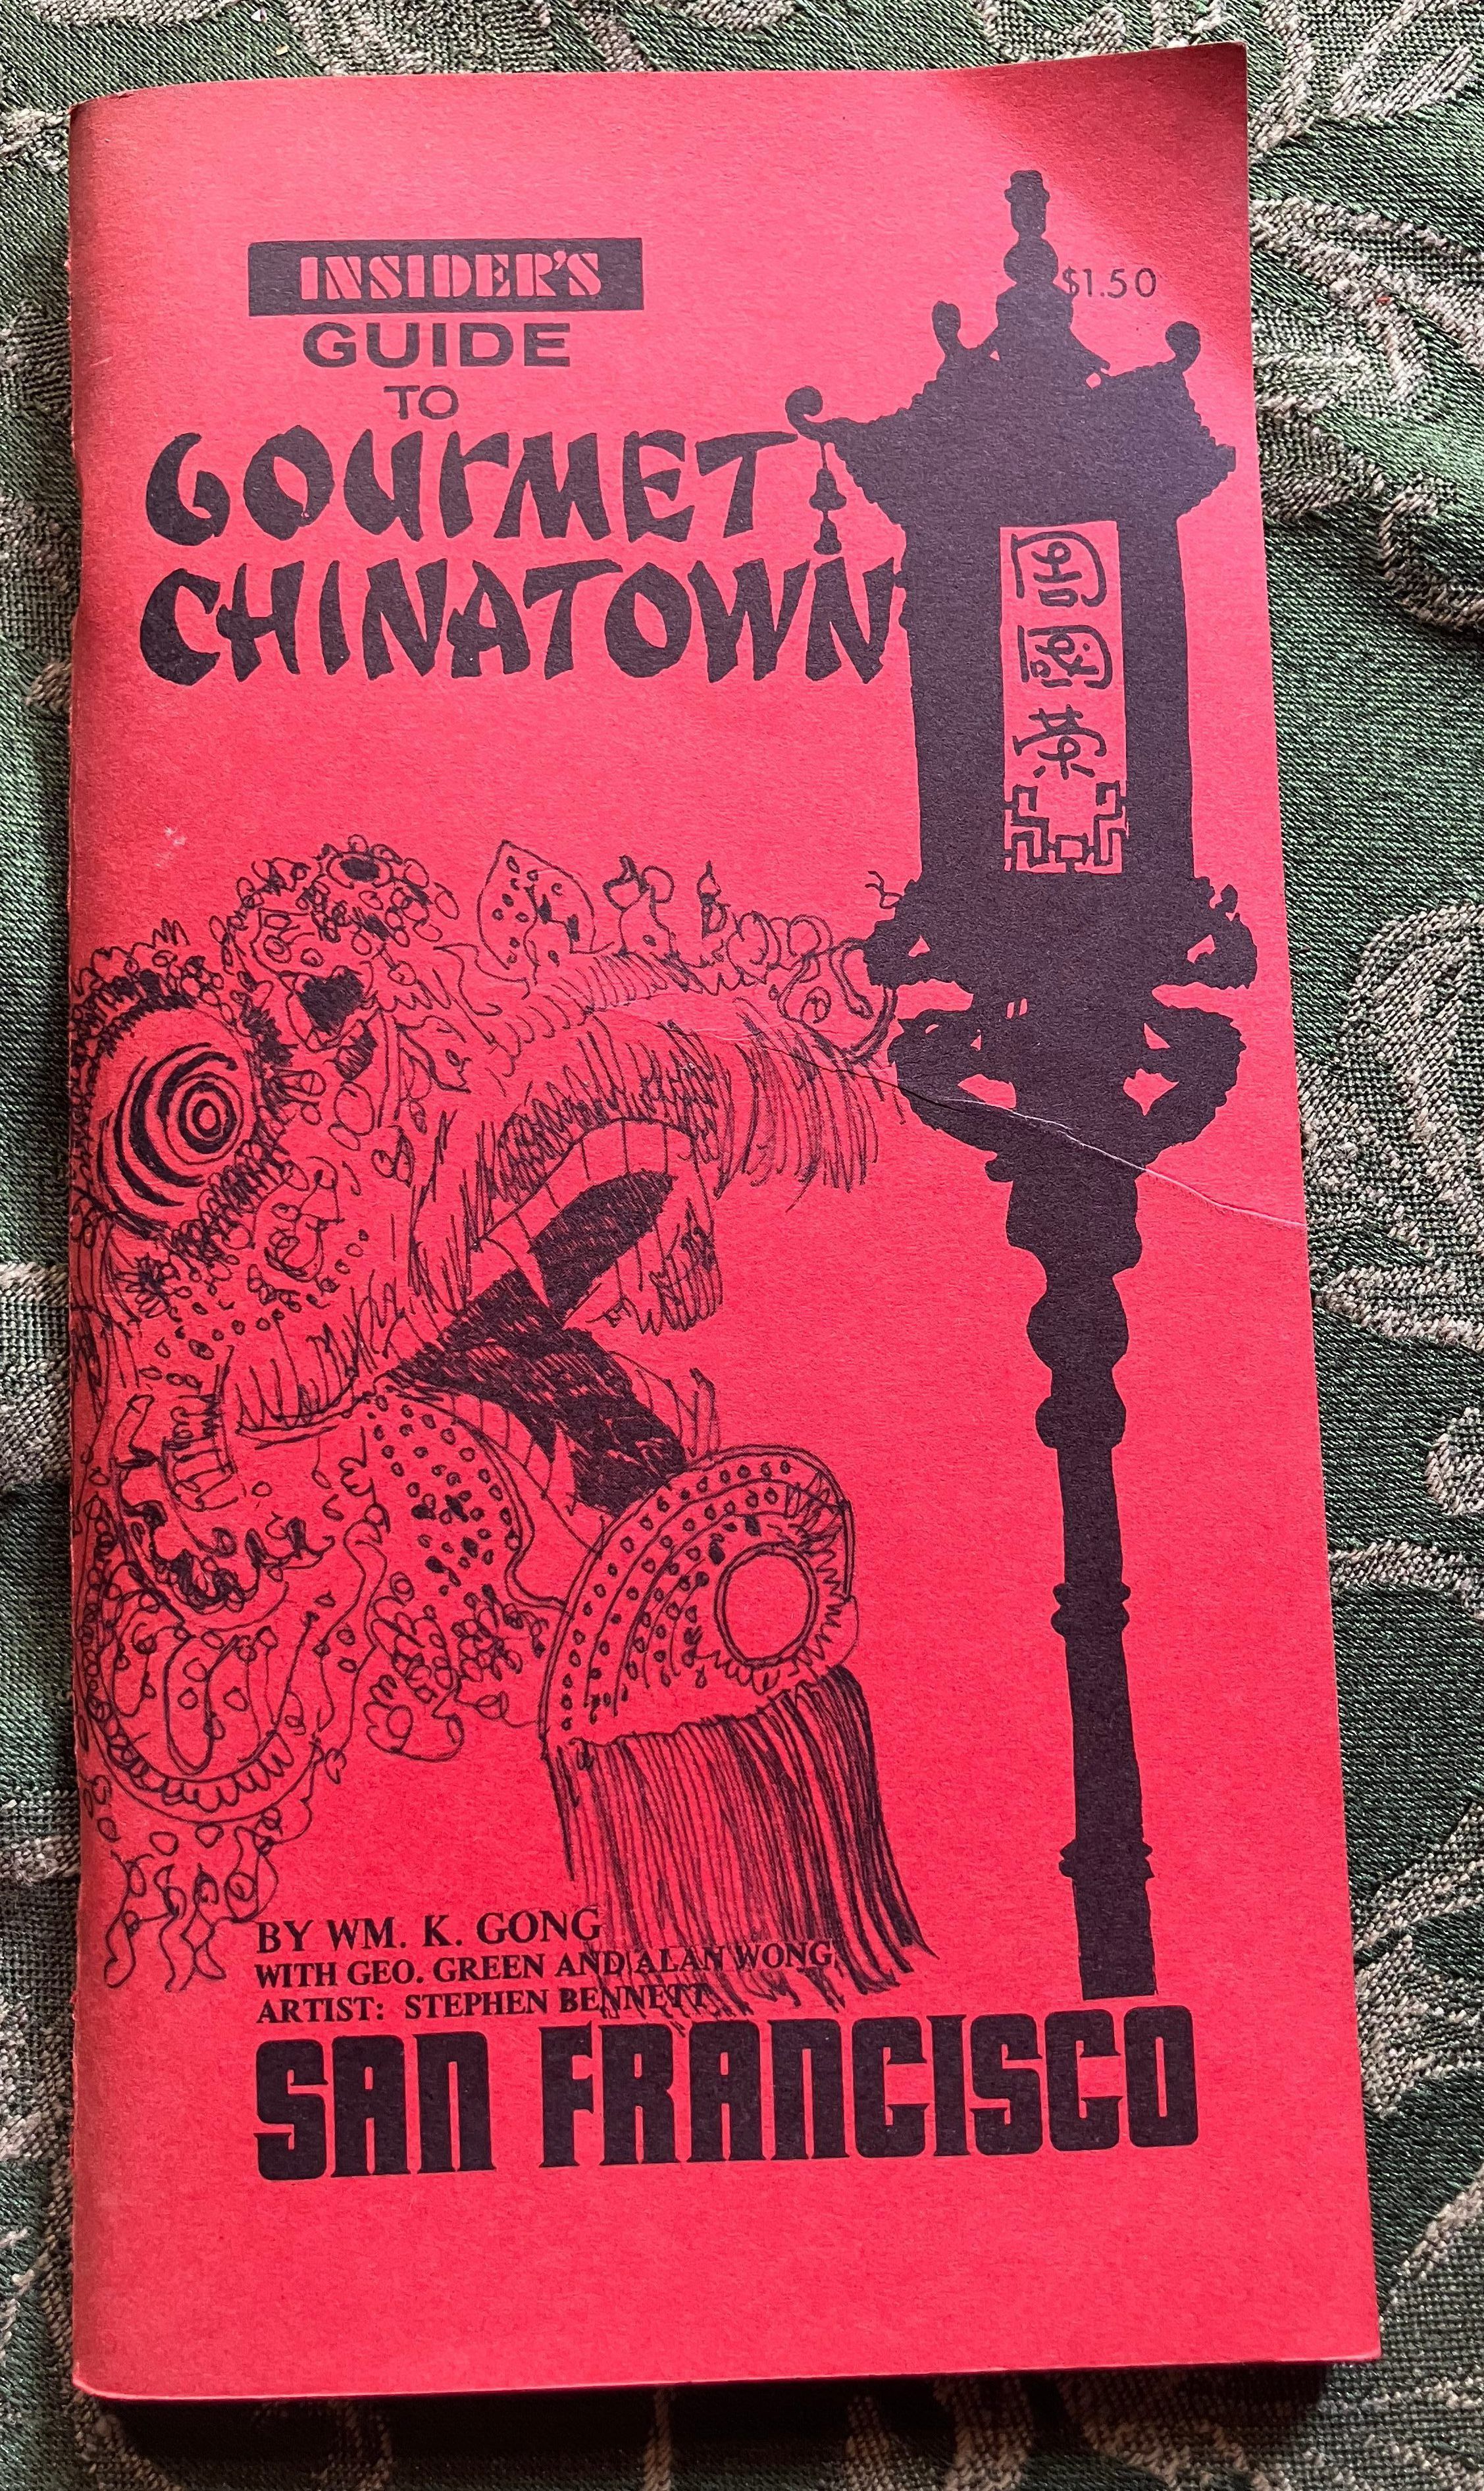 INSIDER'S
GUIDE
TO
GOURMET
CHINATOWN
$1.50
BY WM. K. GONG
WITH GEO. GREEN AND ALAN WONG
ARTIST: STEPHEN BENNETT
SAN FRANCISCO